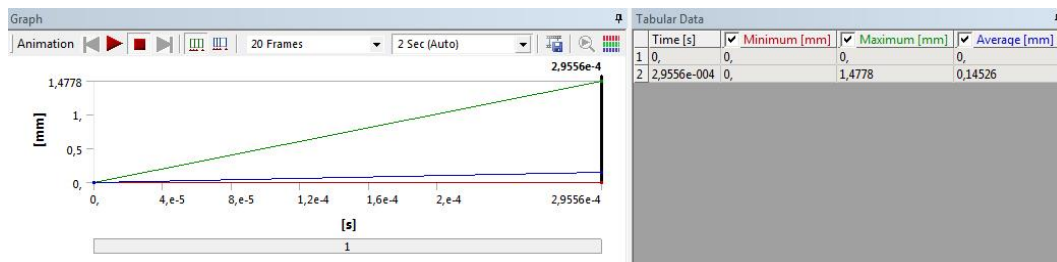 Graph
Animation 20 Frames 2 Sec (Auto)
2,9556e-4
1,4778
1,
0,5
0,
[mm]
0, 4,e-5 8,e-5 1,2e-4 1,6e-4 2,e-4 2,9556e-4
[s]
1
Tabular Data
Time [s] Minimum [mm] Maximum [mm] Average [mm]
1 0, 0, 0, 0,
2 2,9556e-004 0, 1,4778 0,14526